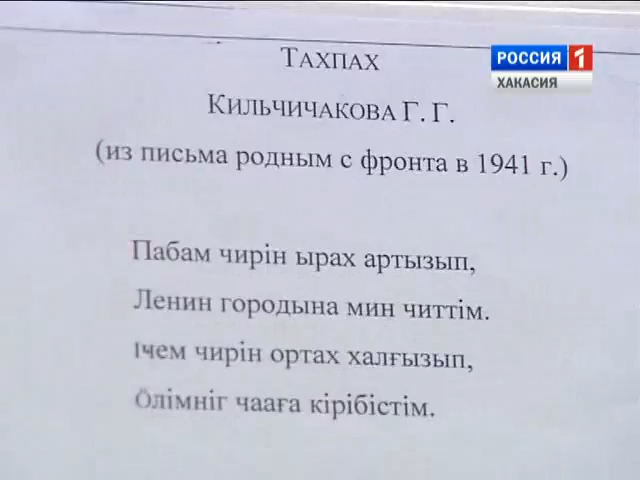 ТАХПАХ
РОССИЯ 1
ХАКАСИЯ
КИЛЬЧИЧАКОВА Г. Г.
(из письма родным с фронта в 1941 г.)
Пабам чирін ырах артызып,
Ленин городына мин читтім.
Ічем чирін ортах халғызып,
Ӧлімніг чааға кірібістім.